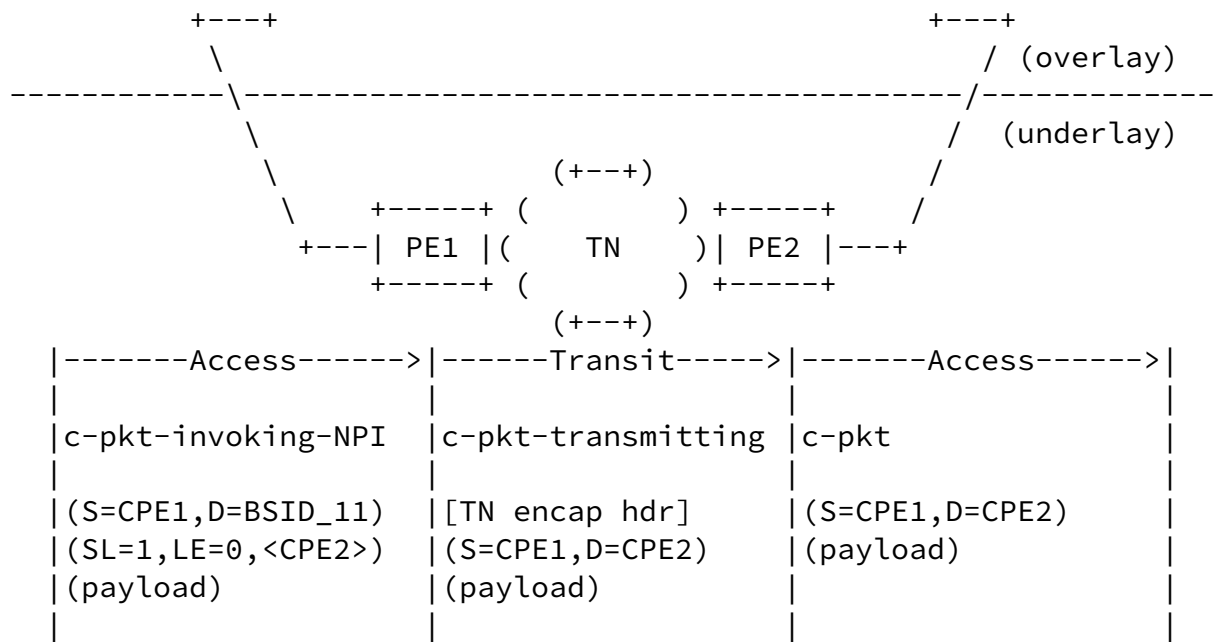 +---+                                    +---+
\                                          / (overlay)
------------\----------------------------------------/-------------
\                                      /  (underlay)
\               (+--+)               /
\    +-----+ (        ) +-----+    /
+---| PE1 |(    TN    )| PE2 |---+
+-----+ (        ) +-----+
(+--+)
|-------Access------>|------Transit----->|-------Access------>|
|                    |                   |                    |
|c-pkt-invoking-NPI  |c-pkt-transmitting |c-pkt               |
|                    |                   |                    |
|(S=CPE1,D=BSID_11)  |[TN encap hdr]     |(S=CPE1,D=CPE2)     |
|(SL=1,LE=0,<CPE2>)  |(S=CPE1,D=CPE2)    |(payload)           |
|(payload)           |(payload)          |                    |
|                    |                   |                    |